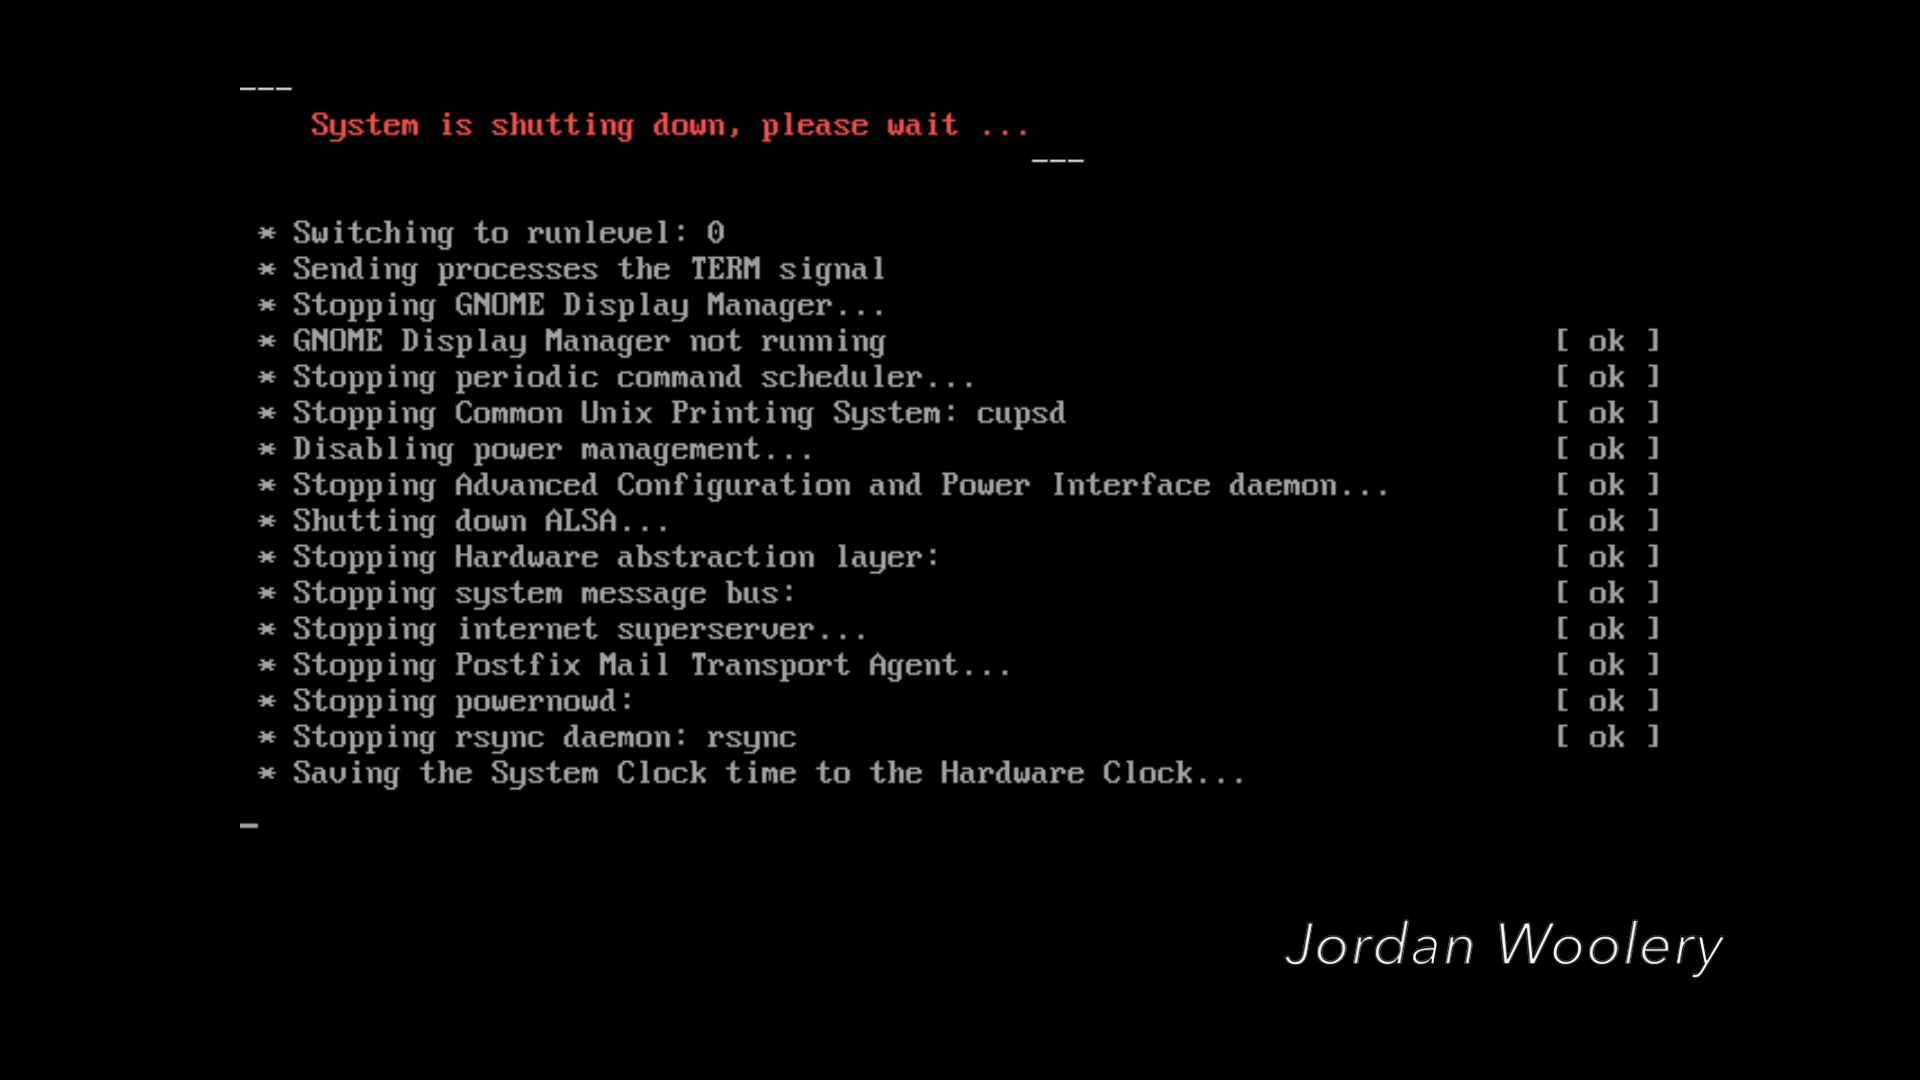 ---
System is shutting down, please wait ...
---
* Switching to runlevel: 0
* Sending processes the TERM signal
* Stopping GNOME Display Manager...
* GNOME Display Manager not running [ ok ]
* Stopping periodic command scheduler... [ ok ]
* Stopping Common Unix Printing System: cupsd [ ok ]
* Disabling power management... [ ok ]
* Stopping Advanced Configuration and Power Interface daemon... [ ok ]
* Shutting down ALSA... [ ok ]
* Stopping Hardware abstraction layer: [ ok ]
* Stopping system message bus: [ ok ]
* Stopping internet superserver... [ ok ]
* Stopping Postfix Mail Transport Agent... [ ok ]
* Stopping powernowd: [ ok ]
* Stopping rsync daemon: rsync [ ok ]
* Saving the System Clock time to the Hardware Clock...
_
Jordan Woolery